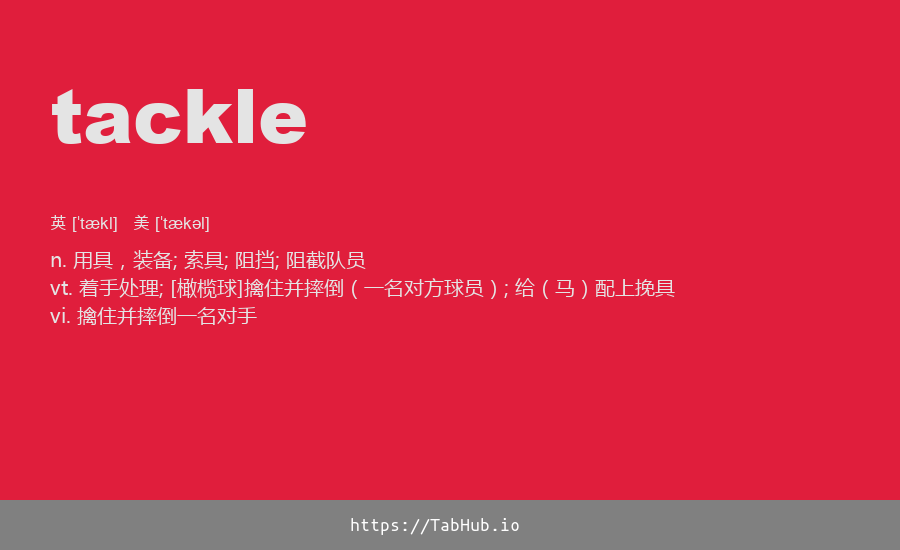 tackle
英 ['tækl] 美 ['tækəl]
n. 用具，装备; 索具; 阻挡; 阻截队员
vt. 着手处理; [橄榄球]擒住并摔倒（一名对方球员）; 给（马）配上挽具
vi. 擒住并摔倒一名对手
https://TabHub.io